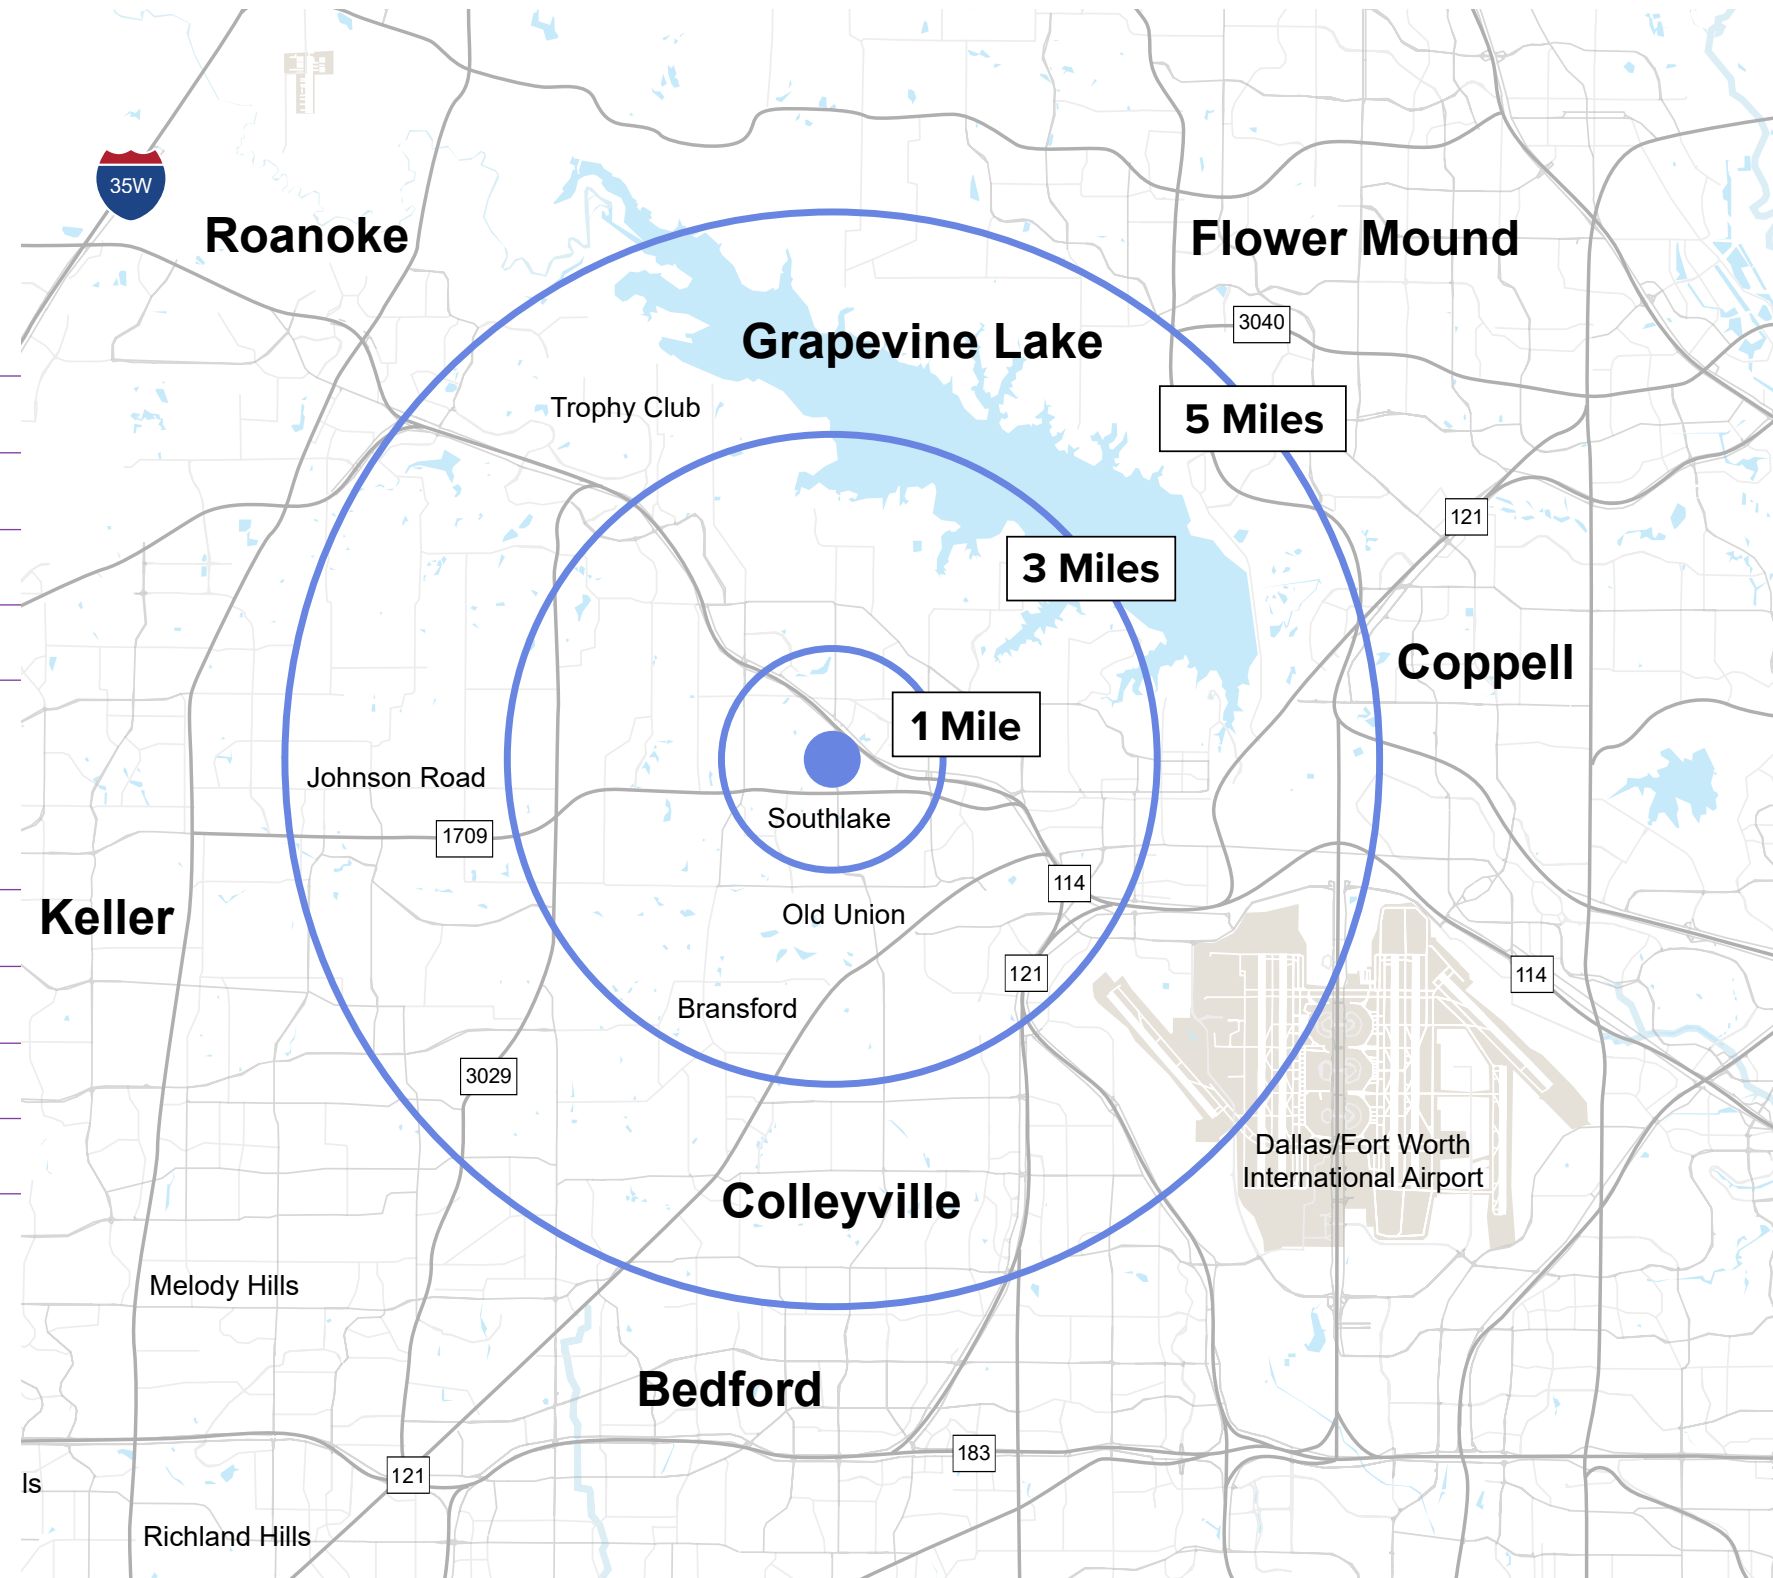 35W
Roanoke
Flower Mound
3040
Grapevine Lake
Trophy Club
5 Miles
121
3 Miles
Coppell
1 Mile
Johnson Road
Southlake
1709
114
Keller
Old Union
121
114
Bransford
3029
Dallas/Fort Worth
International Airport
Colleyville
Melody Hills
Bedford
183
121
ls
Richland Hills